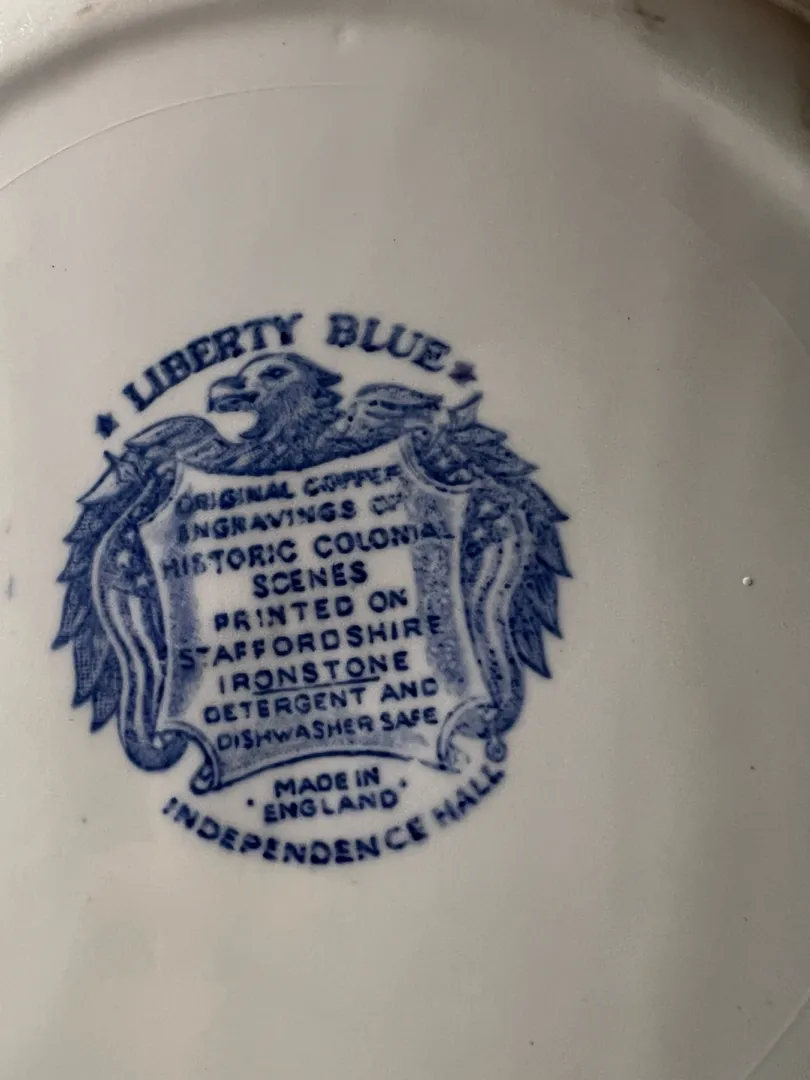 LIBERTY BLUE
ORIGINAL COPPER
ENGRAVINGS OF
HISTORIC COLONIAL
SCENES
PRINTED ON
STAFFORDSHIRE
IRONSTONE
DETERGENT AND
DISHWASHER SAFE
MADE IN
ENGLAND
INDEPENDENCE HALL